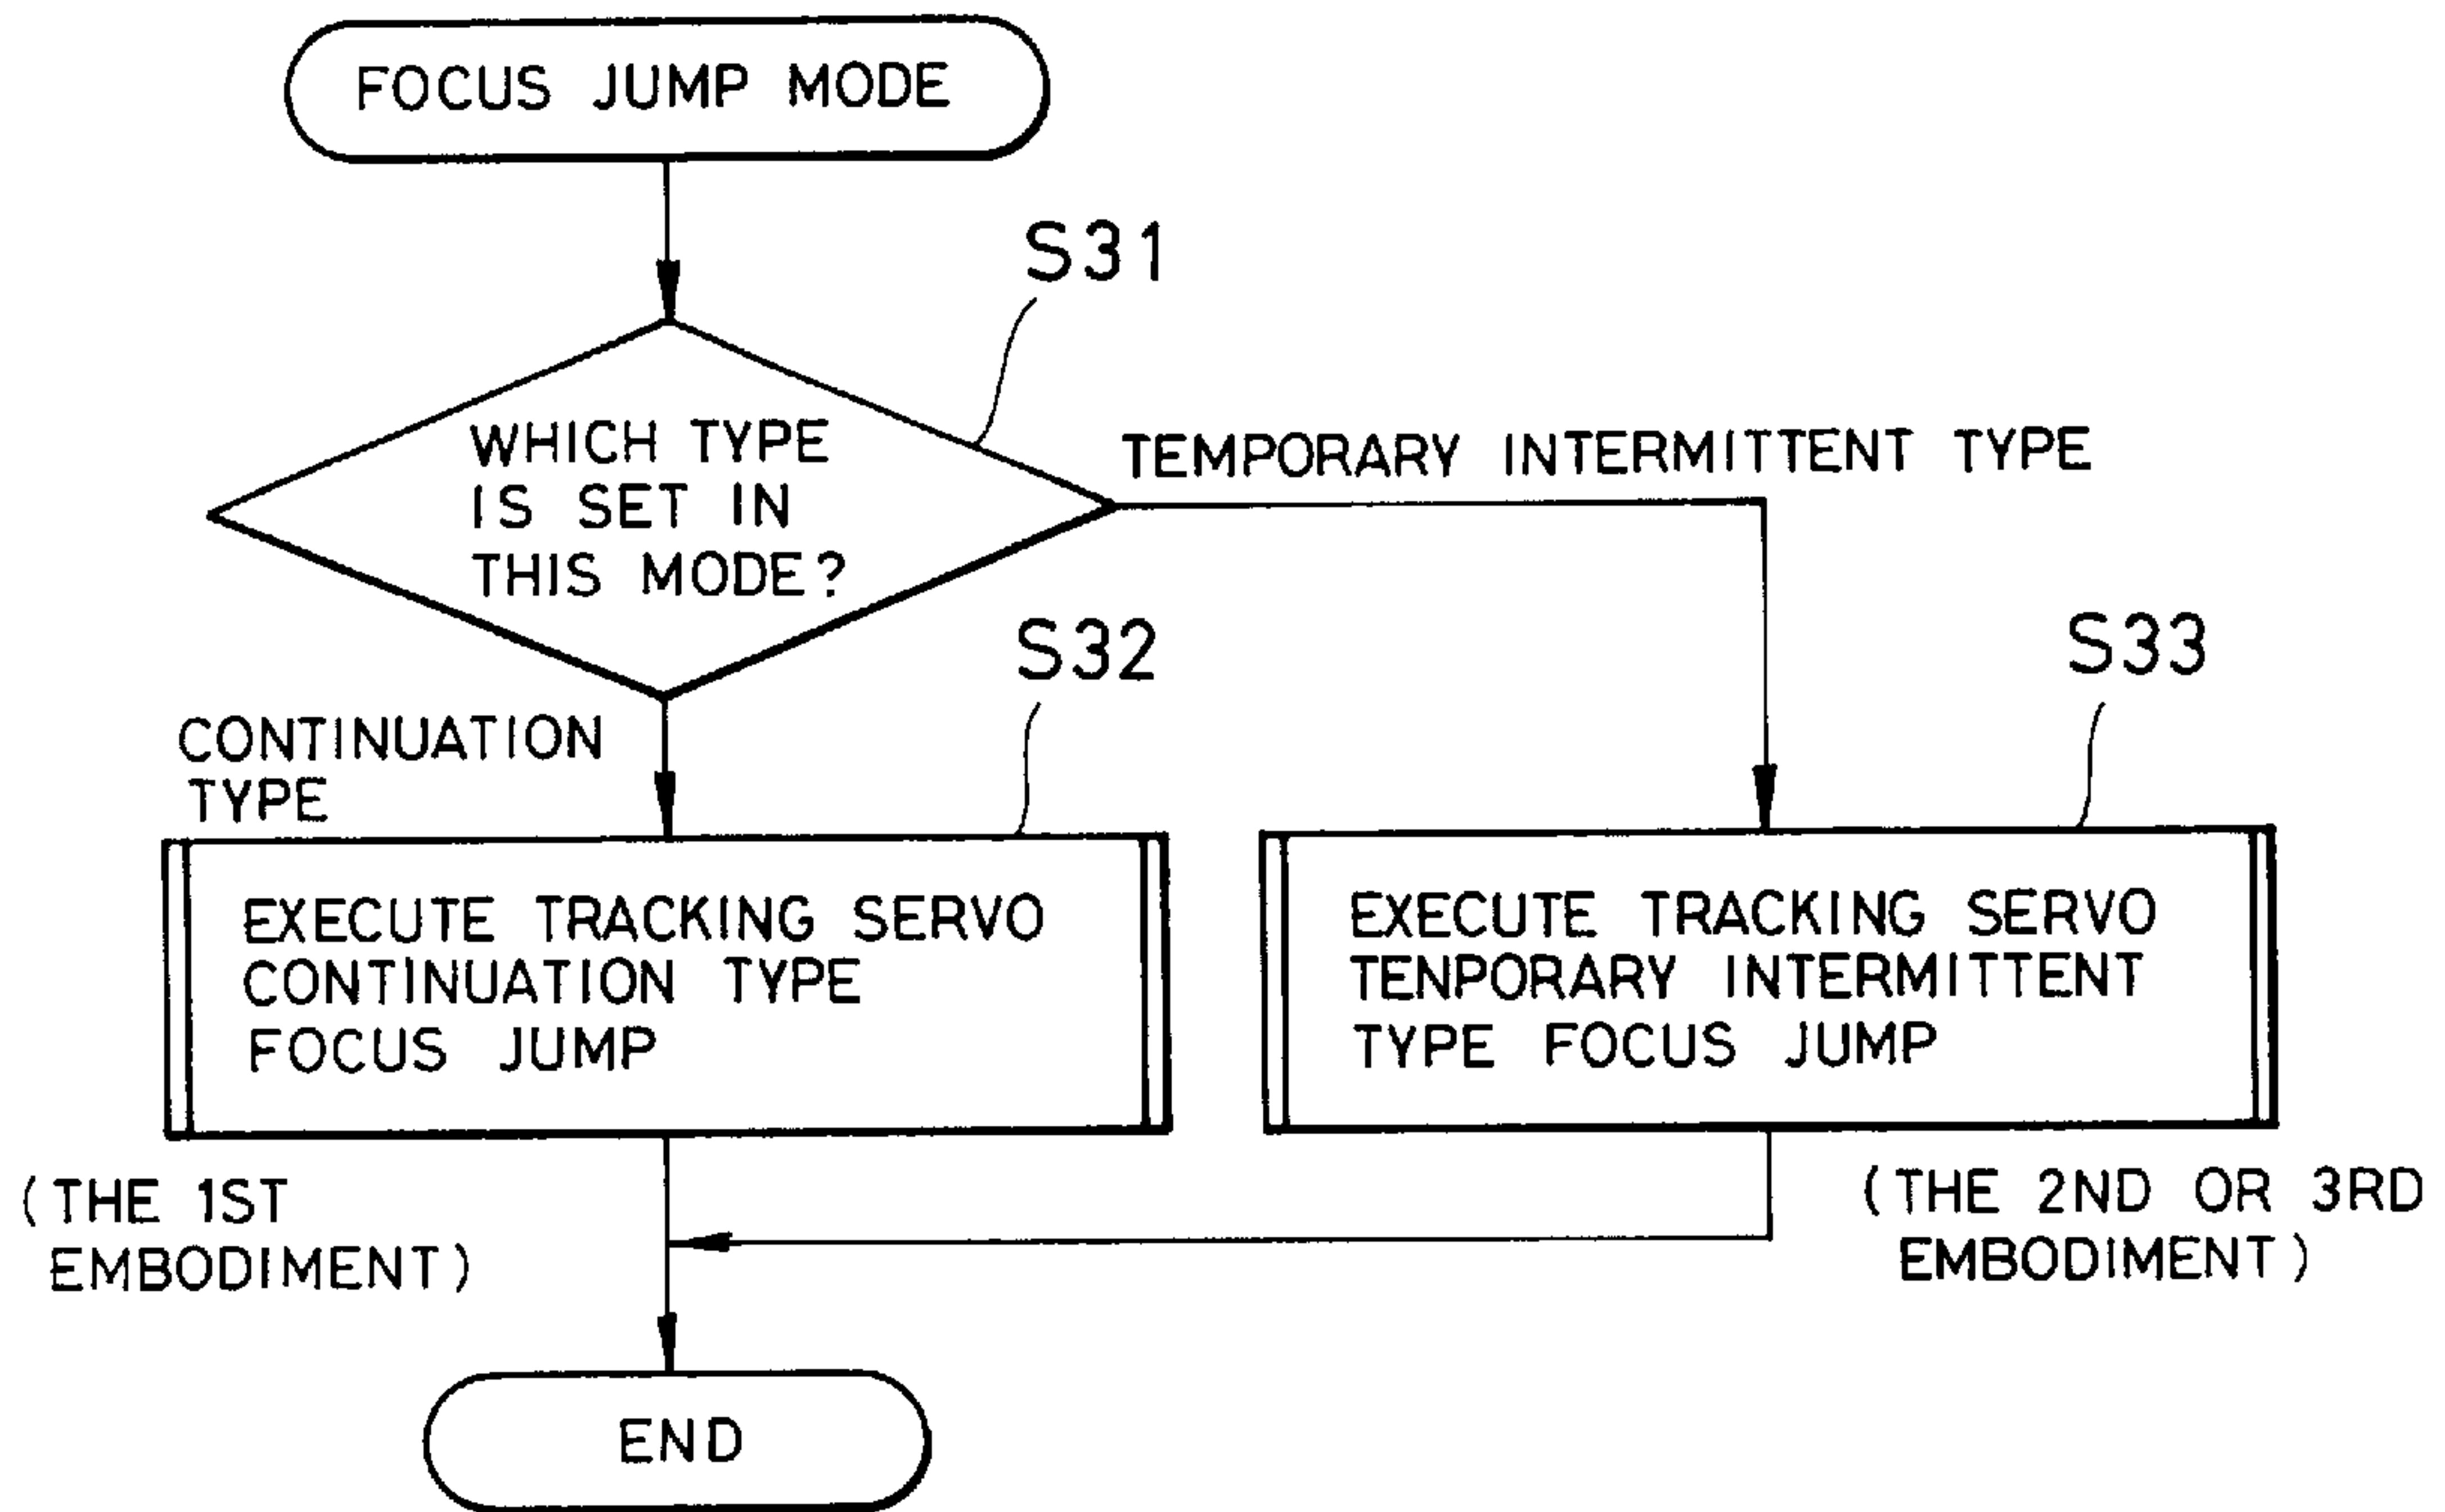 FOCUS JUMP MODE
S31
WHICH TYPE
IS SET IN
THIS MODE?
TEMPORARY INTERMITTENT TYPE
S32
S33
CONTINUATION
TYPE
EXECUTE TRACKING SERVO
CONTINUATION TYPE
FOCUS JUMP
EXECUTE TRACKING SERVO
TENPORARY INTERMITTENT
TYPE FOCUS JUMP
(THE 1ST
EMBODIMENT)
(THE 2ND OR 3RD
EMBODIMENT)
END